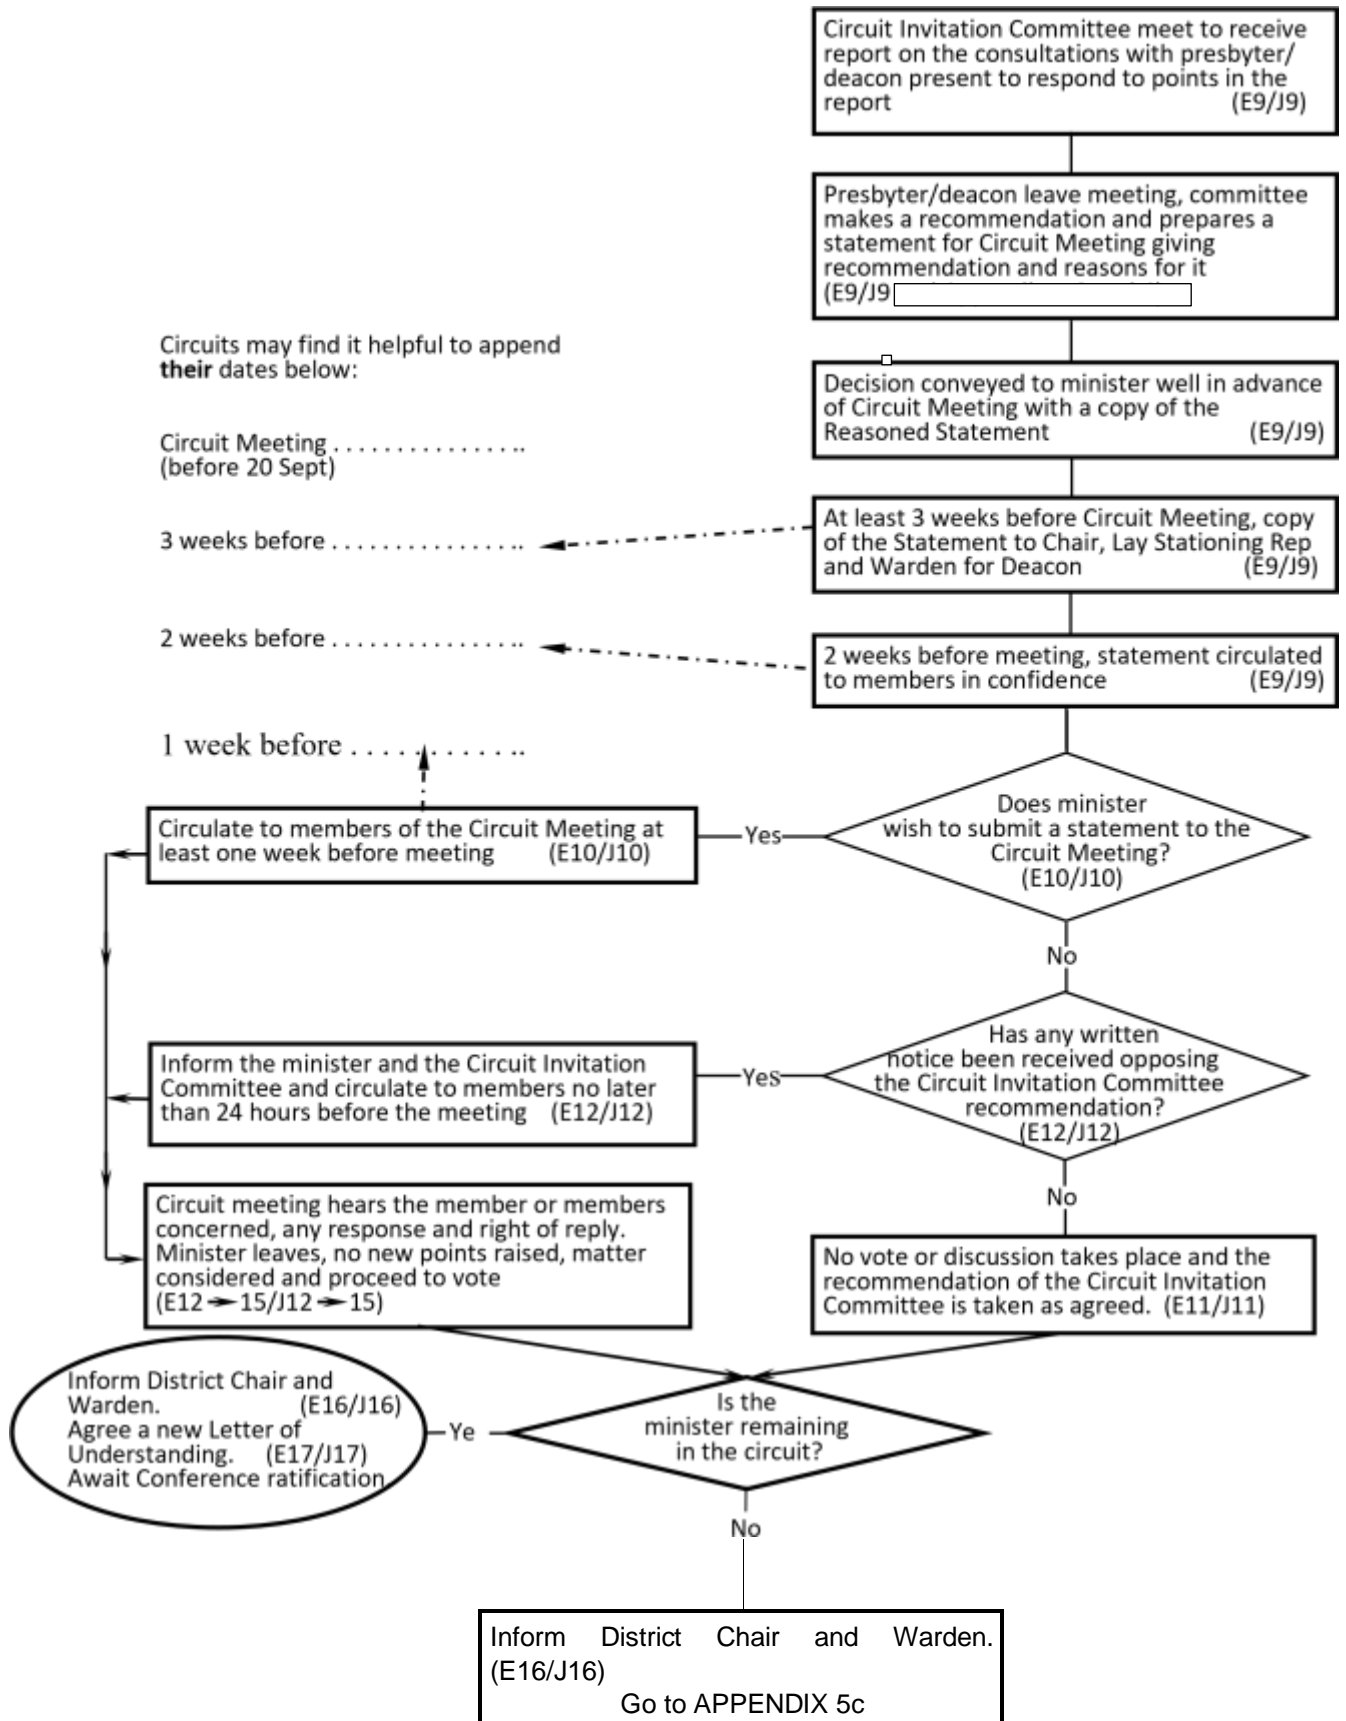 Circuit Invitation Committee meet to receive
report on the consultations with presbyter/
deacon present to respond to points in the
report (E9/J9)
Presbyter/deacon leave meeting, committee
makes a recommendation and prepares a
statement for Circuit Meeting giving
recommendation and reasons for it
(E9/J9
Circuits may find it helpful to append
their dates below:
Decision conveyed to minister well in advance
of Circuit Meeting with a copy of the
Reasoned Statement (E9/J9)
Circuit Meeting . . . . . . . . . . . . . . . ..
(before 20 Sept)
At least 3 weeks before Circuit Meeting, copy
of the Statement to Chair, Lay Stationing Rep
and Warden for Deacon (E9/J9)
3 weeks before . . . . . . . . . . . . . . . ..
2 weeks before . . . . . . . . . . . . . . . ..
2 weeks before meeting, statement circulated
to members in confidence (E9/J9)
1 week before . . . . . . . . . . . ..
Does minister
wish to submit a statement to the
Circuit Meeting?
(E10/J10)
Yes
Circulate to members of the Circuit Meeting at
least one week before meeting (E10/J10)
No
Has any written
notice been received opposing
the Circuit Invitation Committee
recommendation?
(E12/J12)
Yes
Inform the minister and the Circuit Invitation
Committee and circulate to members no later
than 24 hours before the meeting (E12/J12)
No
Circuit meeting hears the member or members
concerned, any response and right of reply.
Minister leaves, no new points raised, matter
considered and proceed to vote
(E12 → 15/J12 → 15)
No vote or discussion takes place and the
recommendation of the Circuit Invitation
Committee is taken as agreed. (E11/J11)
Is the
minister remaining
in the circuit?
Ye
Inform District Chair and
Warden. (E16/J16)
Agree a new Letter of
Understanding. (E17/J17)
Await Conference ratification
No
Inform District Chair and Warden.
(E16/J16)
Go to APPENDIX 5c